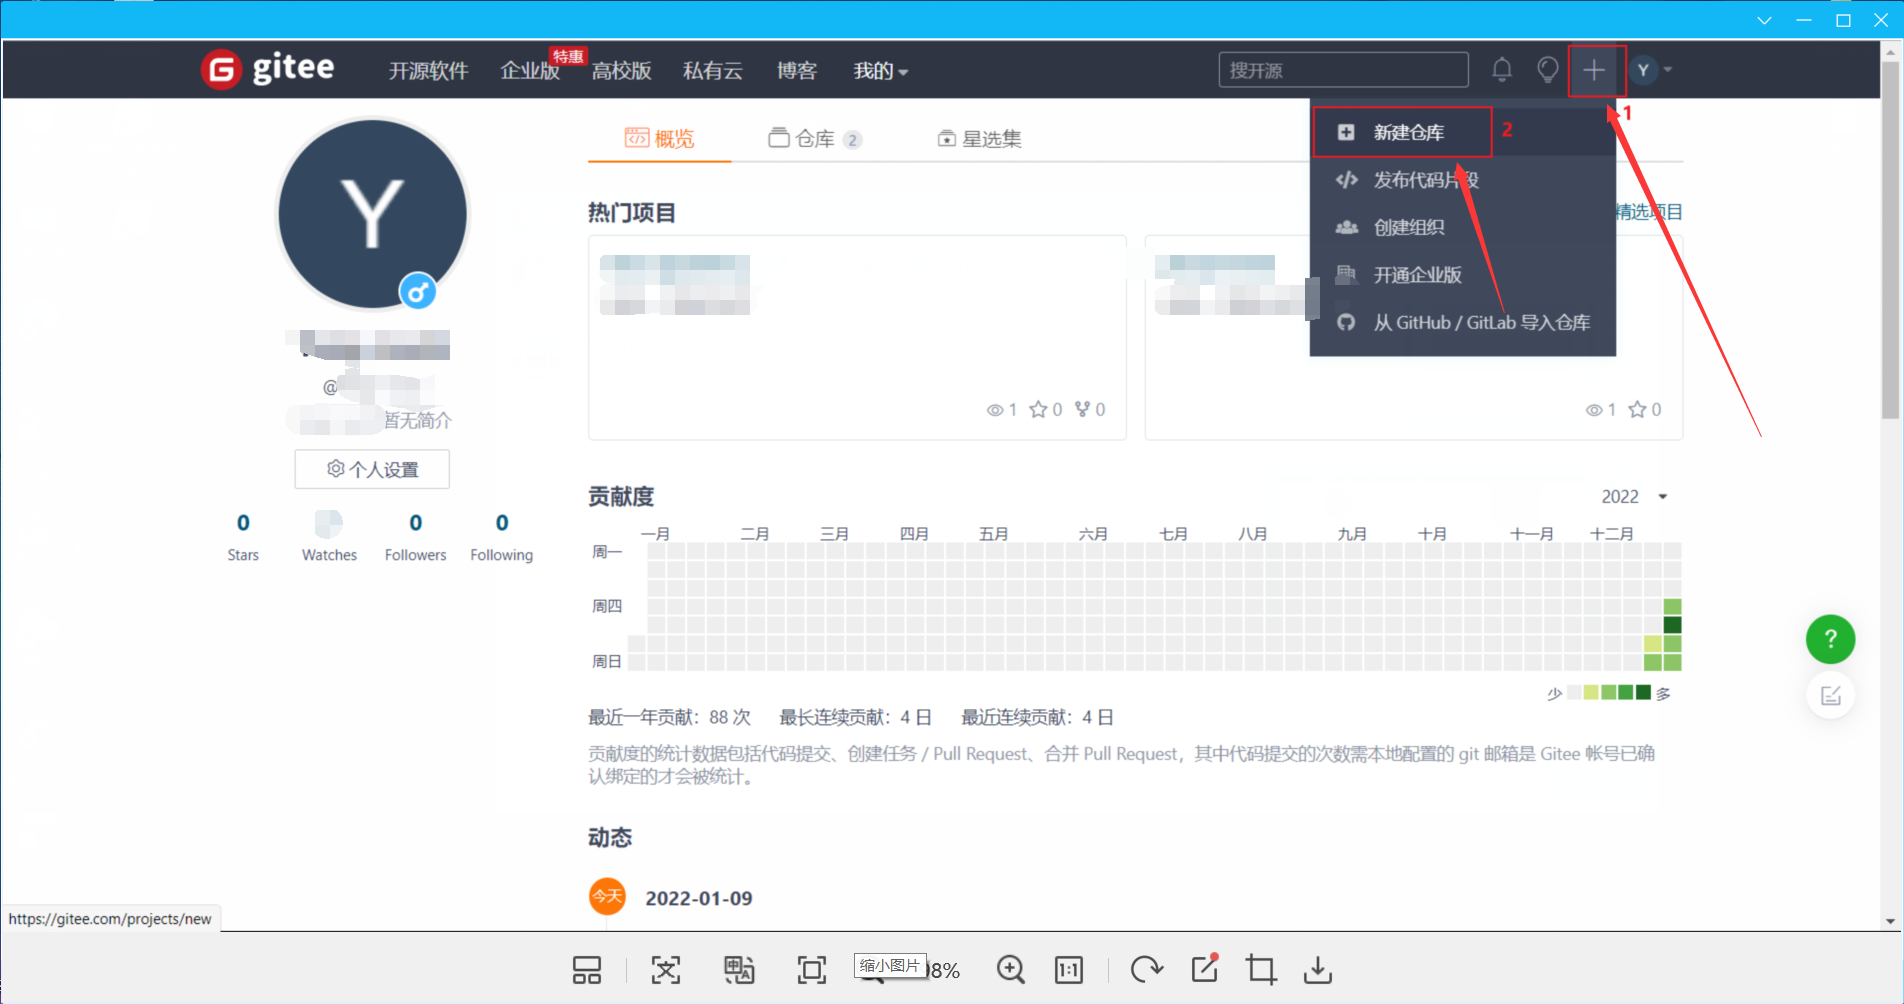 gitee 开源软件 企业版 特惠 高校版 私有云 博客 我的 搜开源 Y
1
新建仓库 2
发布代码片段
创建组织
开通企业版
从 GitHub / GitLab 导入仓库
概览 仓库 2 星选集
Y
@
暂无简介
个人设置
0 0 0
Stars Watches Followers Following
热门项目 精选项目
1 0 0
1 0
贡献度 2022
一月 二月 三月 四月 五月 六月 七月 八月 九月 十月 十一月 十二月
周一
周四
周日
少 多
最近一年贡献：88 次 最长连续贡献：4 日 最近连续贡献：4 日
贡献度的统计数据包括代码提交、创建任务 / Pull Request、合并 Pull Request，其中代码提交的次数需本地配置的 git 邮箱是 Gitee 帐号已确
认绑定的才会被统计。
动态
今天 2022-01-09
?
https://gitee.com/projects/new
缩小图片 8% 1:1